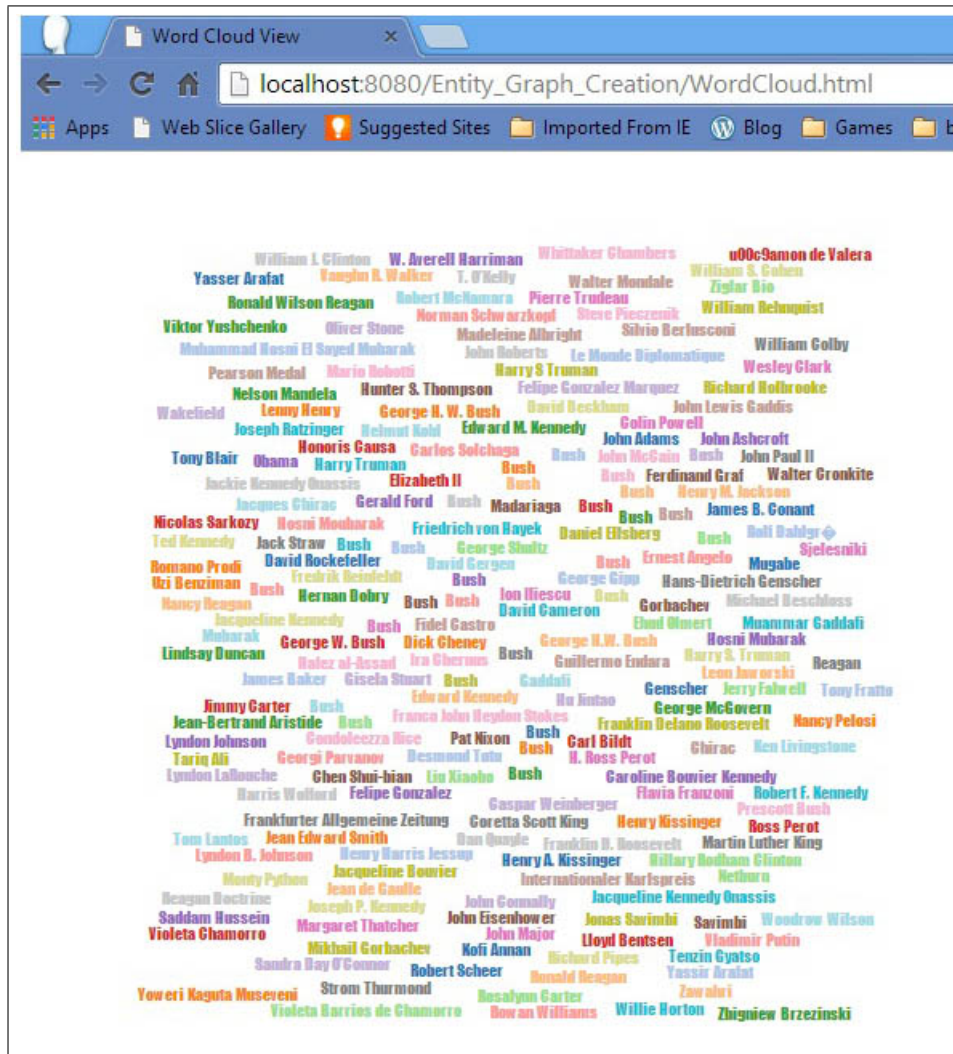 Word Cloud View ×
localhost:8080/Entity_Graph_Creation/WordCloud.html
Apps Web Slice Gallery Suggested Sites Imported From IE Blog Games b
William J. Clinton W. Averell Harriman Whittaker Chambers u00c9amon de Valera
Yasser Arafat Vaughn R. Walker T. O'Kelly Walter Mondale William S. Cohen
Ziglar Bio
Ronald Wilson Reagan Robert McNamara Pierre Trudeau
Norman Schwarzkopf Steve Pieczenik William Rehnquist
Viktor Yushchenko Oliver Stone Madeleine Albright Silvio Berlusconi
William Colby
Muhammad Hosni El Sayed Mubarak John Roberts Le Monde Diplomatique
Pearson Medal Mario Robotti Harry S Truman Wesley Clark
Nelson Mandela Hunter S. Thompson Felipe Gonzalez Marquez Richard Holbrooke
Wakefield Lenny Henry George H. W. Bush David Beckham John Lewis Gaddis
Joseph Ratzinger Helmut Kohl Edward M. Kennedy Colin Powell
Honoris Causa Carlos Solchaga John Adams John Ashcroft
Tony Blair Obama Harry Truman Bush Bush John McCain Bush John Paul II
Jackie Kennedy Onassis Elizabeth II Bush Bush Ferdinand Graf Walter Cronkite
Bush Henry M. Jackson
Jacques Chirac Gerald Ford Bush Madariaga Bush Bush Bush James B. Conant
Nicolas Sarkozy Hosni Moubarak Friedrich von Hayek Daniel Ellsberg Bush Rolf Dahlgr�
Ted Kennedy Jack Straw Bush Bush George Shultz Sjelesniki
Romano Prodi David Rockefeller David Gergen Bush Ernest Angelo Mugabe
Uzi Benziman Bush Fredrik Reinfeldt Bush George Gipp Hans-Dietrich Genscher
Nancy Reagan Hernan Dobry Bush Bush Ion Iliescu Bush Gorbachev Michael Beschloss
David Cameron
Jacqueline Kennedy Bush Fidel Castro Ehud Olmert Muammar Gaddafi
Mubarak George W. Bush Dick Cheney George H.W. Bush Hosni Mubarak
Lindsay Duncan Hafez al-Assad Ira Chernus Bush Guillermo Endara Harry S. Truman Reagan
Leon Jaworski
James Baker Gisela Stuart Bush Gaddafi
Edward Kennedy Hu Jintao Genscher Jerry Falwell Tony Fratto
Jimmy Carter Bush George McGovern
Jean-Bertrand Aristide Bush Franco John Heydon Stokes Franklin Delano Roosevelt Nancy Pelosi
Lyndon Johnson Condoleezza Rice Pat Nixon Bush Carl Bildt
Tariq Ali Georgi Parvanov Desmond Tutu Bush H. Ross Perot Chirac Ken Livingstone
Lyndon LaRouche Chen Shui-bian Liu Xiaobo Bush Caroline Bouvier Kennedy
Harris Wofford Felipe Gonzalez Flavia Franzoni Robert F. Kennedy
Gaspar Weinberger Prescott Bush
Frankfurter Allgemeine Zeitung Coretta Scott King Henry Kissinger Ross Perot
Tom Lantos Jean Edward Smith Dan Quayle Franklin D. Roosevelt Martin Luther King
Lyndon B. Johnson Henry Harris Jessup Henry A. Kissinger Hillary Rodham Clinton
Monty Python Jacqueline Bouvier Internationaler Karlspreis Netburn
Jean de Gaulle
Reagan Doctrine Joseph P. Kennedy John Connally Jacqueline Kennedy Onassis
Saddam Hussein Margaret Thatcher John Eisenhower Jonas Savimbi Savimbi Woodrow Wilson
Violeta Chamorro John Major Lloyd Bentsen Vladimir Putin
Mikhail Gorbachev Kofi Annan Richard Pipes Tenzin Gyatso
Sandra Day O'Connor Robert Scheer Ronald Reagan Yassir Arafat
Yoweri Kaguta Museveni Strom Thurmond Rosalynn Carter Zawahri
Violeta Barrios de Chamorro Rowan Williams Willie Horton Zbigniew Brzezinski